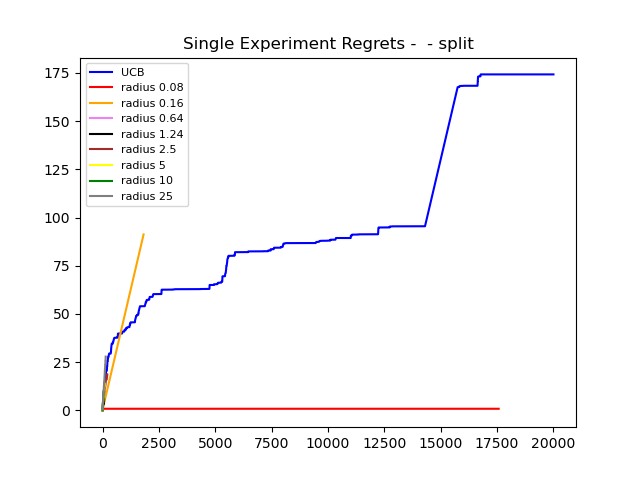 Single Experiment Regrets -  - split
UCB
radius 0.08
radius 0.16
radius 0.64
radius 1.24
radius 2.5
radius 5
radius 10
radius 25
175
150
125
100
75
50
25
0
0 2500 5000 7500 10000 12500 15000 17500 20000